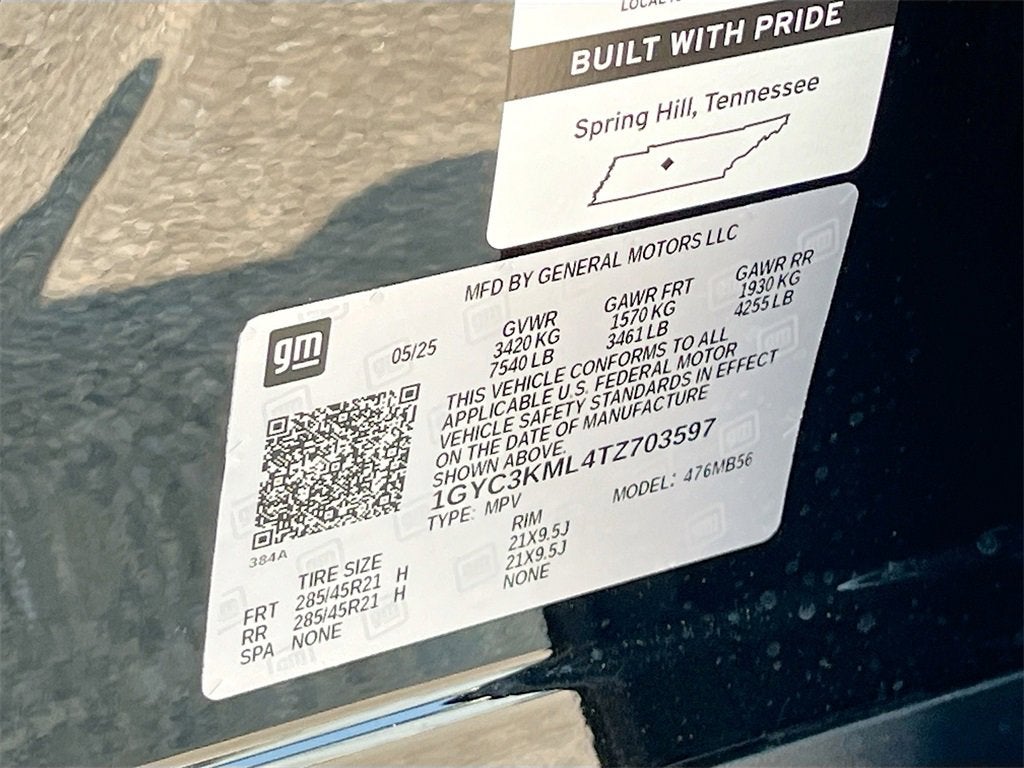 BUILT WITH PRIDE
Spring Hill, Tennessee
MFD BY GENERAL MOTORS LLC
gm
05/25
GVWR
3420 KG
7540 LB
GAWR FRT
1570 KG
3461 LB
GAWR RR
1930 KG
4255 LB
THIS VEHICLE CONFORMS TO ALL
APPLICABLE U.S. FEDERAL MOTOR
VEHICLE SAFETY STANDARDS IN EFFECT
ON THE DATE OF MANUFACTURE
SHOWN ABOVE.
1GYC3KML4TZ703597
TYPE: MPV
MODEL: 476MB56
384A
TIRE SIZE
RIM
FRT 285/45R21 H 21X9.5J
RR 285/45R21 H 21X9.5J
SPA NONE NONE